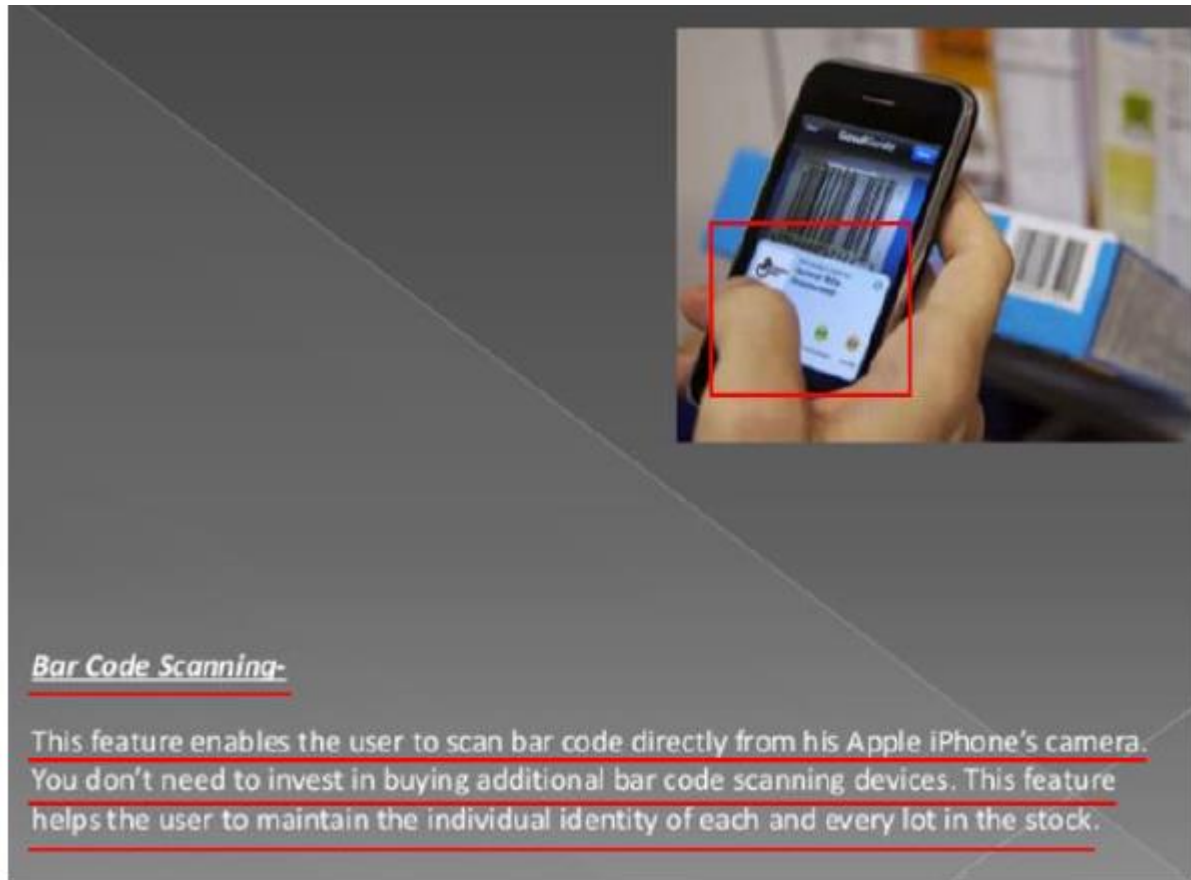 Bar Code Scanning-
This feature enables the user to scan bar code directly from his Apple iPhone's camera.
You don't need to invest in buying additional bar code scanning devices. This feature
helps the user to maintain the individual identity of each and every lot in the stock.